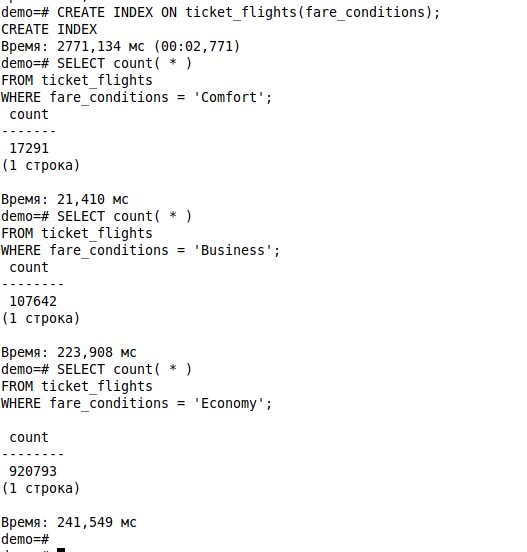 demo=# CREATE INDEX ON ticket_flights(fare_conditions);
CREATE INDEX
Время: 2771,134 мс (00:02,771)
demo=# SELECT count( * )
FROM ticket_flights
WHERE fare_conditions = 'Comfort';
 count
-------
 17291
(1 строка)

Время: 21,410 мс
demo=# SELECT count( * )
FROM ticket_flights
WHERE fare_conditions = 'Business';
 count
--------
 107642
(1 строка)

Время: 223,908 мс
demo=# SELECT count( * )
FROM ticket_flights
WHERE fare_conditions = 'Economy';

 count
--------
 920793
(1 строка)

Время: 241,549 мс
demo=#